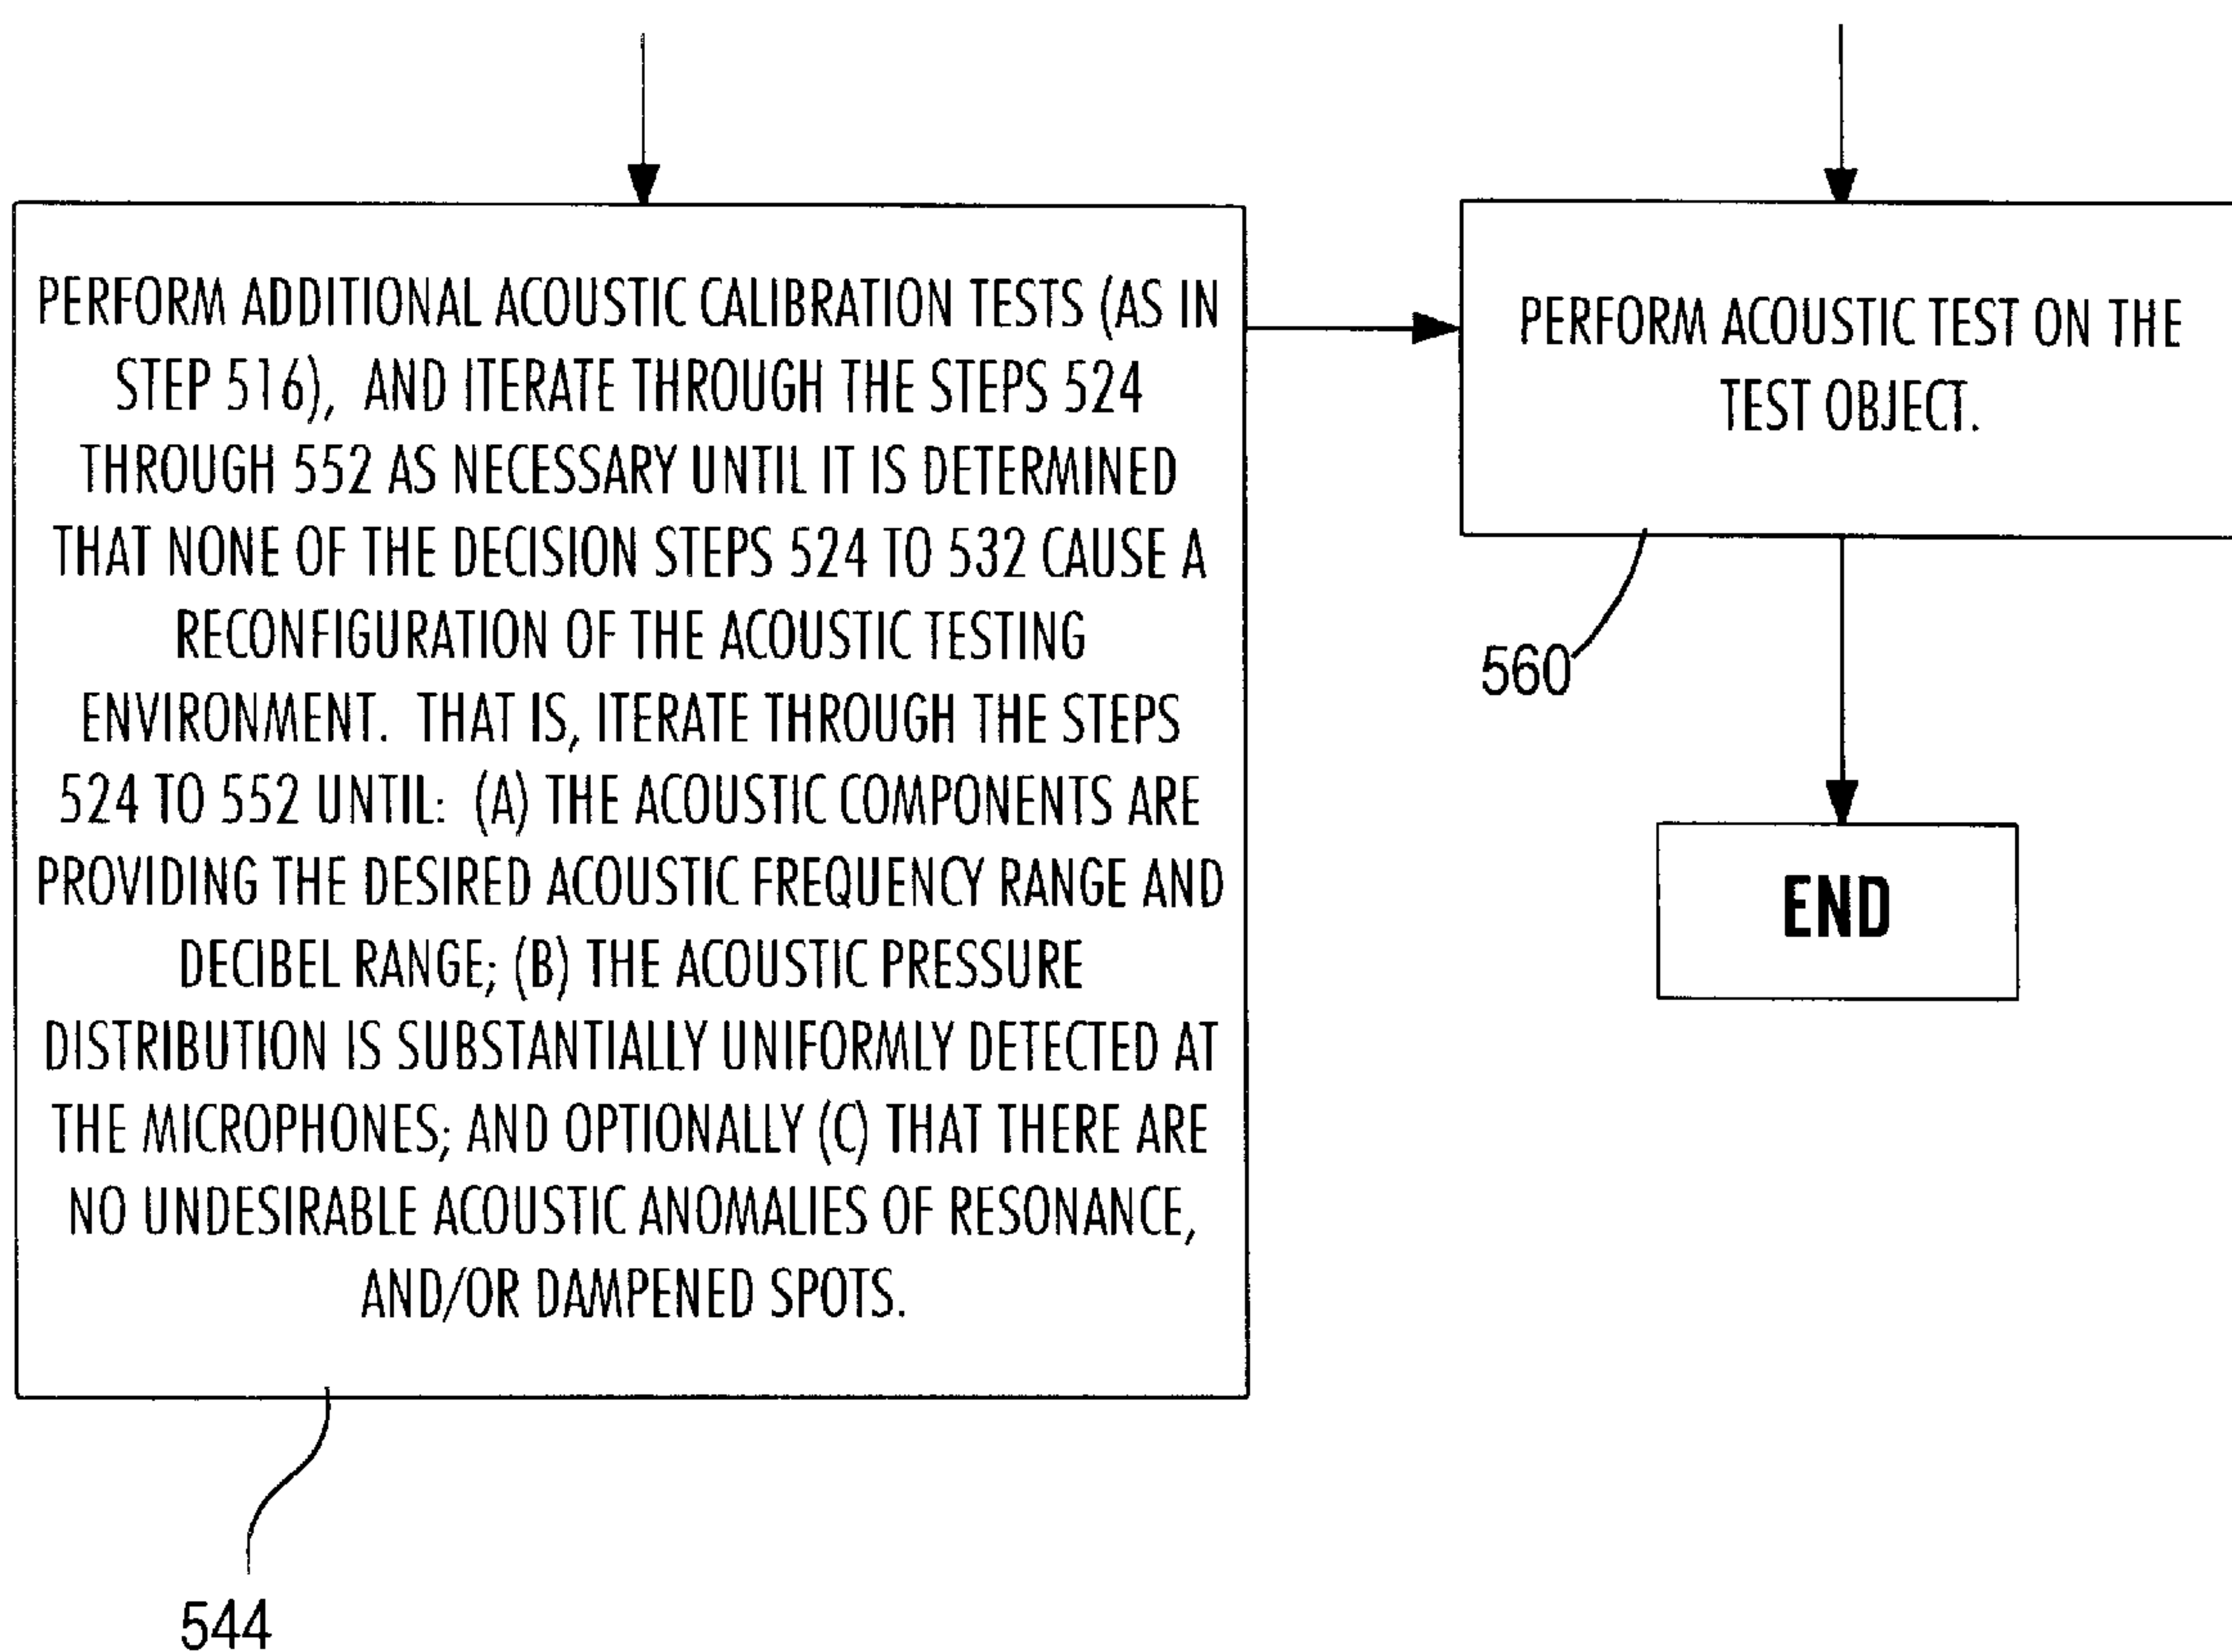 PERFORM ADDITIONAL ACOUSTIC CALIBRATION TESTS (AS IN
STEP 516), AND ITERATE THROUGH THE STEPS 524
THROUGH 552 AS NECESSARY UNTIL IT IS DETERMINED
THAT NONE OF THE DECISION STEPS 524 TO 532 CAUSE A
RECONFIGURATION OF THE ACOUSTIC TESTING
ENVIRONMENT. THAT IS, ITERATE THROUGH THE STEPS
524 TO 552 UNTIL: (A) THE ACOUSTIC COMPONENTS ARE
PROVIDING THE DESIRED ACOUSTIC FREQUENCY RANGE AND
DECIBEL RANGE; (B) THE ACOUSTIC PRESSURE
DISTRIBUTION IS SUBSTANTIALLY UNIFORMLY DETECTED AT
THE MICROPHONES; AND OPTIONALLY (C) THAT THERE ARE
NO UNDESIRABLE ACOUSTIC ANOMALIES OF RESONANCE,
AND/OR DAMPENED SPOTS.
544
PERFORM ACOUSTIC TEST ON THE
TEST OBJECT.
560
END